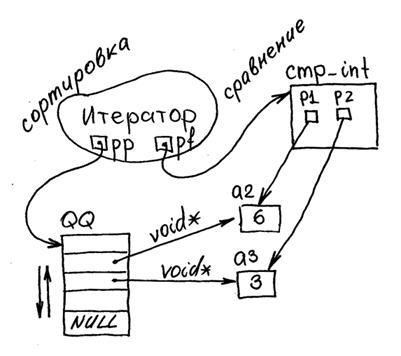 сортировка
сравнение
Итератор
pp
pf
cmp_int
p1 p2
a2
6
QQ
void*
void*
a3
3
NULL